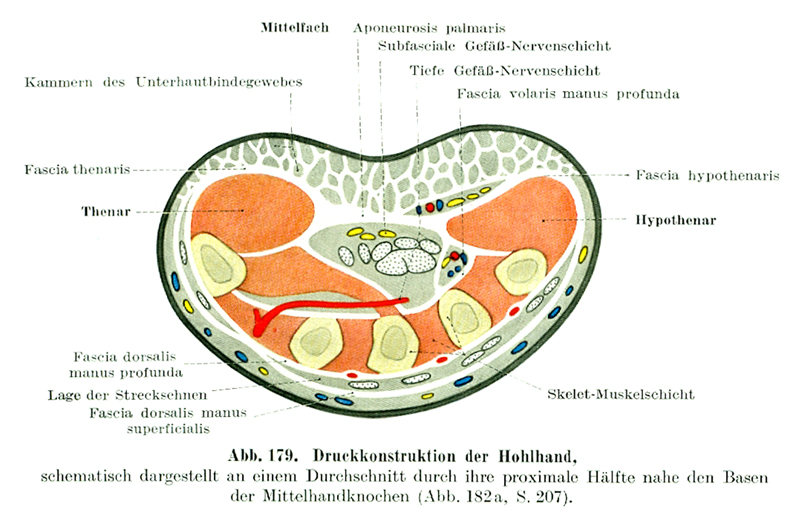 Mittelfach Aponeurosis palmaris
Subfasciale Gefäß-Nervenschicht
Tiefe Gefäß-Nervenschicht
Kammern des Unterhautbindegewebes
Fascia volaris manus profunda
Fascia thenaris
Fascia hypothenaris
Thenar
Hypothenar
Fascia dorsalis
manus profunda
Lage der Streckschnen
Skelet-Muskelschicht
Fascia dorsalis manus
superficialis
Abb. 179. Druckkonstruktion der Hohlhand,
schematisch dargestellt an einem Durchschnitt durch ihre proximale Hälfte nahe den Basen
der Mittelhandknochen (Abb. 182a, S. 207).